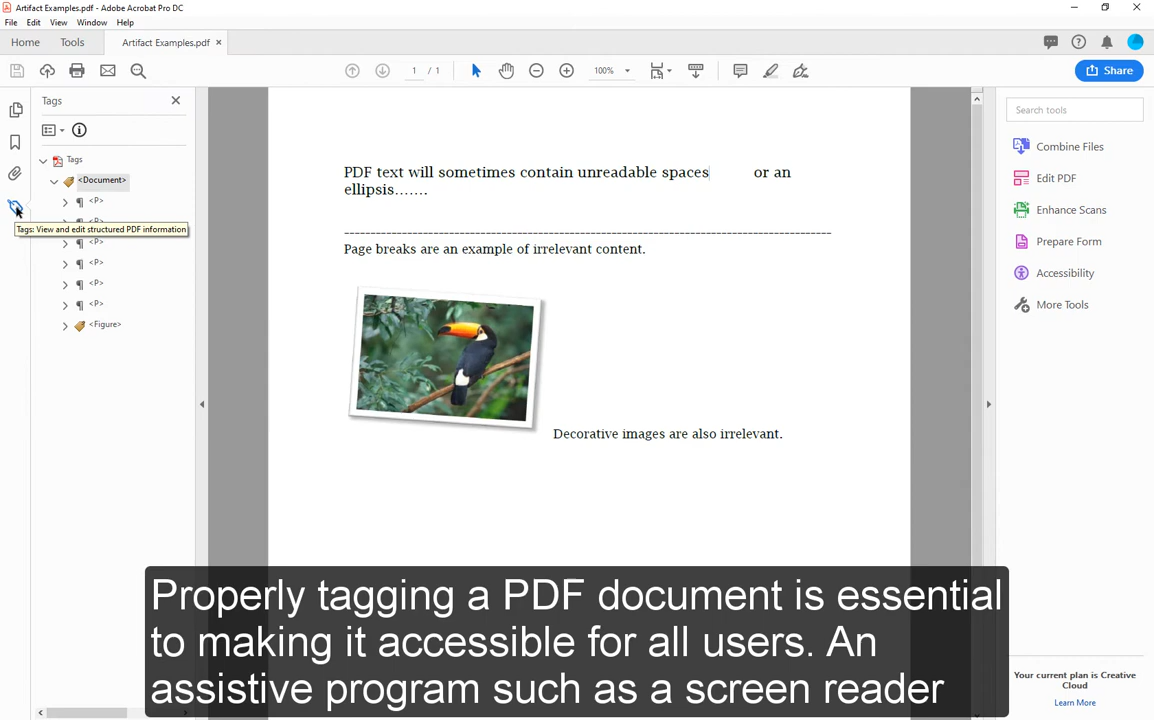 Artifact Examples.pdf - Adobe Acrobat Pro DC
File Edit View Window Help
Home Tools Artifact Examples.pdf ×
1 / 1 100% Share
Tags
Tags
<Document>
<P>
<P>
Tags: View and edit structured PDF information
<P>
<P>
<P>
<P>
<Figure>
PDF text will sometimes contain unreadable spaces or an
ellipsis…….
Page breaks are an example of irrelevant content.
Decorative images are also irrelevant.
Search tools
Combine Files
Edit PDF
Enhance Scans
Prepare Form
Accessibility
More Tools
Your current plan is Creative
Cloud
Learn More
Properly tagging a PDF document is essential
to making it accessible for all users. An
assistive program such as a screen reader